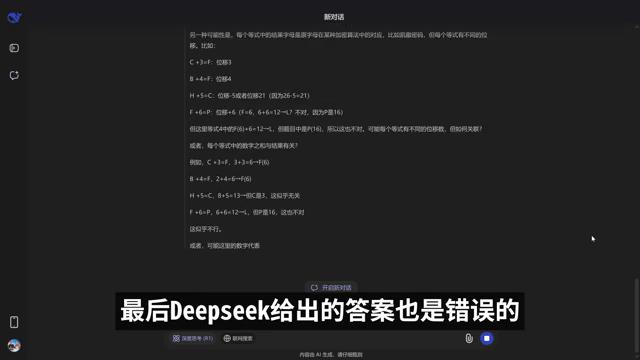 新对话
另一种可能性是，每个等式中的结果字母是原字母在某种加密算法中的对应，比如凯撒密码，但每个等式有不同的位
移。比如：
C +3=F：位移3
B +4=F：位移4
H +5=C：位移-5或者位移21（因为26-5=21）
F +6=P：位移+6（F=6，6+6=12→L？不对，因为P是16）
但这里等式4中的F(6)+6=12→L，但题目中是P(16)，所以这也不对。可能每个等式有不同的位移数，但如何关联？
或者，每个等式中的数字之和与结果有关？
例如，C +3=F，3+3=6→F(6)
B +4=F，2+4=6→F(6)
H +5=C，8+5=13→但C是3，这似乎无关
F +6=P，6+6=12→L，但P是16，这也不对
这似乎不行。
或者，可能这里的数字代表
开启新对话
最后Deepseek给出的答案也是错误的
深度思考 (R1) 联网搜索
内容由 AI 生成，请仔细甄别